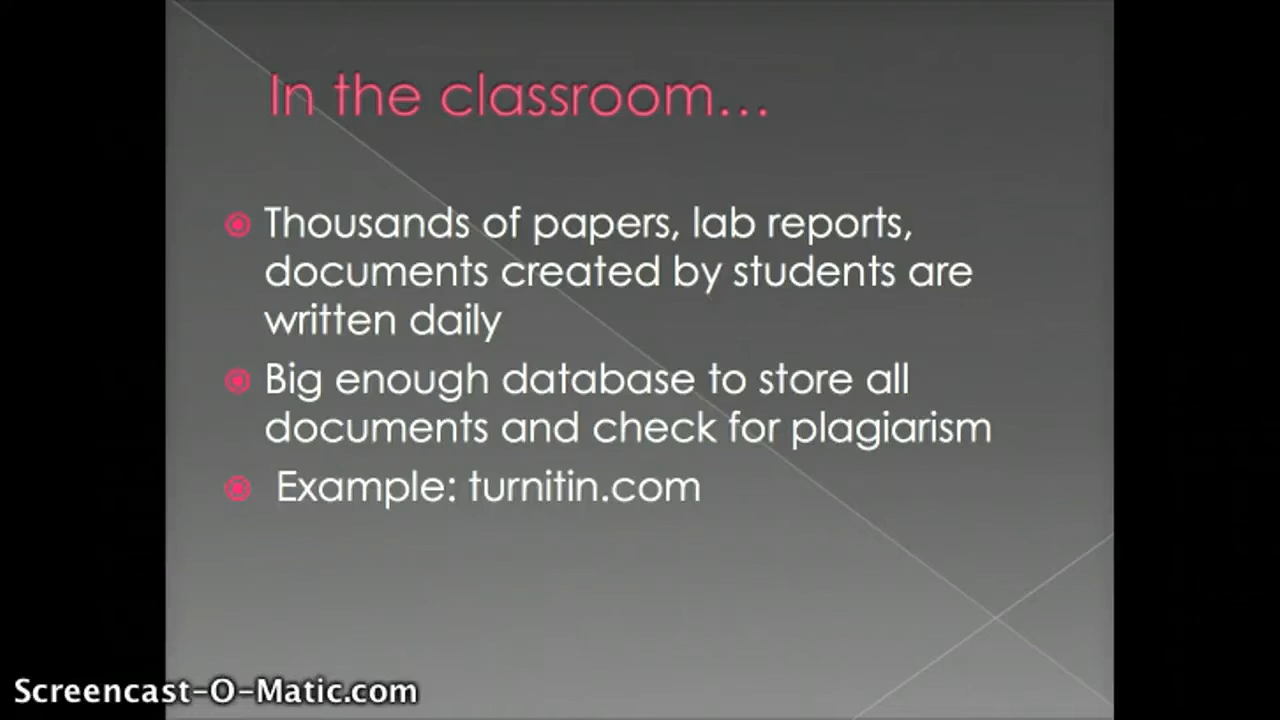 In the classroom...
Thousands of papers, lab reports,
documents created by students are
written daily
Big enough database to store all
documents and check for plagiarism
Example: turnitin.com
Screencast-O-Matic.com